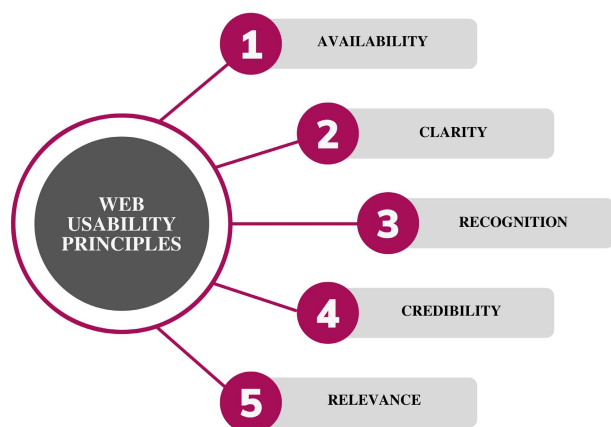 WEB
USABILITY
PRINCIPLES
1 AVAILABILITY
2 CLARITY
3 RECOGNITION
4 CREDIBILITY
5 RELEVANCE